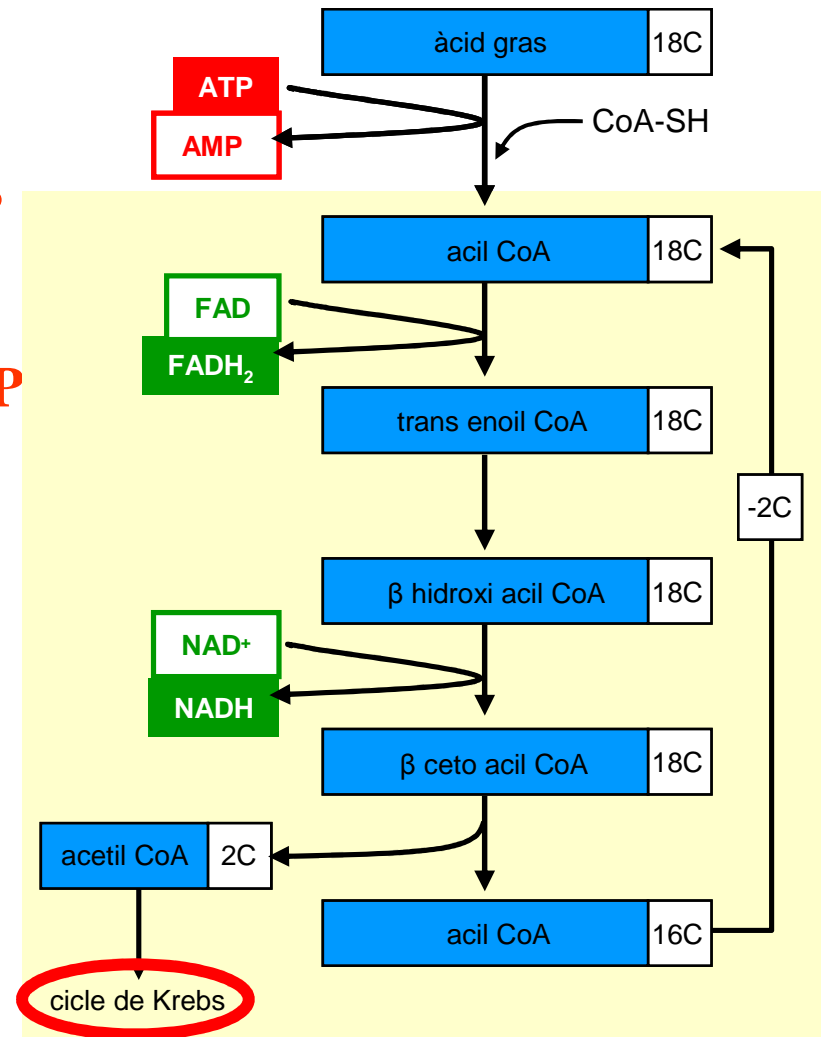 àcid gras 18C
ATP
AMP
CoA-SH
acil CoA 18C
FAD
FADH₂
P
trans enoil CoA 18C
-2C
β hidroxi acil CoA 18C
NAD⁺
NADH
β ceto acil CoA 18C
acetil CoA 2C
acil CoA 16C
cicle de Krebs